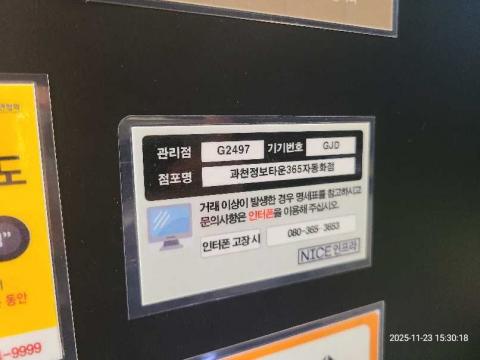 관리점 G2497 기기번호 GJD
점포명 과천정보타운365자동화점
거래 이상이 발생한 경우 명세표를 참고하시고
문의사항은 인터폰을 이용해 주십시오.
인터폰 고장 시 080-365-3653
NICE인프라
도
”
동안
-9999
2025-11-23 15:30:18